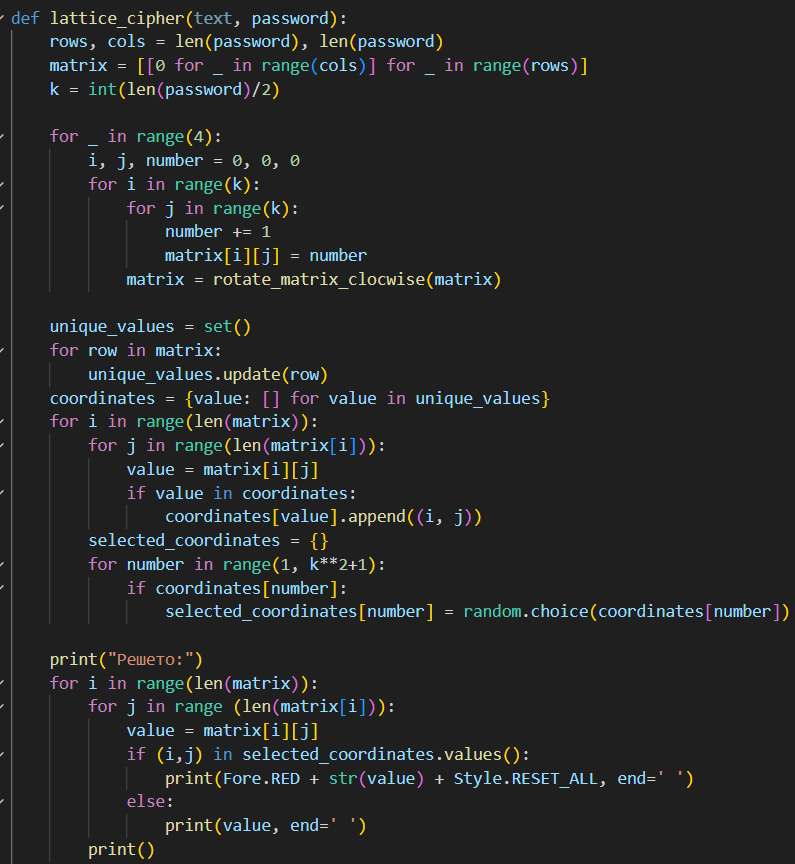 def lattice_cipher(text, password):
    rows, cols = len(password), len(password)
    matrix = [[0 for _ in range(cols)] for _ in range(rows)]
    k = int(len(password)/2)

    for _ in range(4):
        i, j, number = 0, 0, 0
        for i in range(k):
            for j in range(k):
                number += 1
                matrix[i][j] = number
            matrix = rotate_matrix_clocwise(matrix)

    unique_values = set()
    for row in matrix:
        unique_values.update(row)
    coordinates = {value: [] for value in unique_values}
    for i in range(len(matrix)):
        for j in range(len(matrix[i])):
            value = matrix[i][j]
            if value in coordinates:
                coordinates[value].append((i, j))
        selected_coordinates = {}
        for number in range(1, k**2+1):
            if coordinates[number]:
                selected_coordinates[number] = random.choice(coordinates[number])

    print("Решето:")
    for i in range(len(matrix)):
        for j in range (len(matrix[i])):
            value = matrix[i][j]
            if (i,j) in selected_coordinates.values():
                print(Fore.RED + str(value) + Style.RESET_ALL, end=' ')
            else:
                print(value, end=' ')
        print()